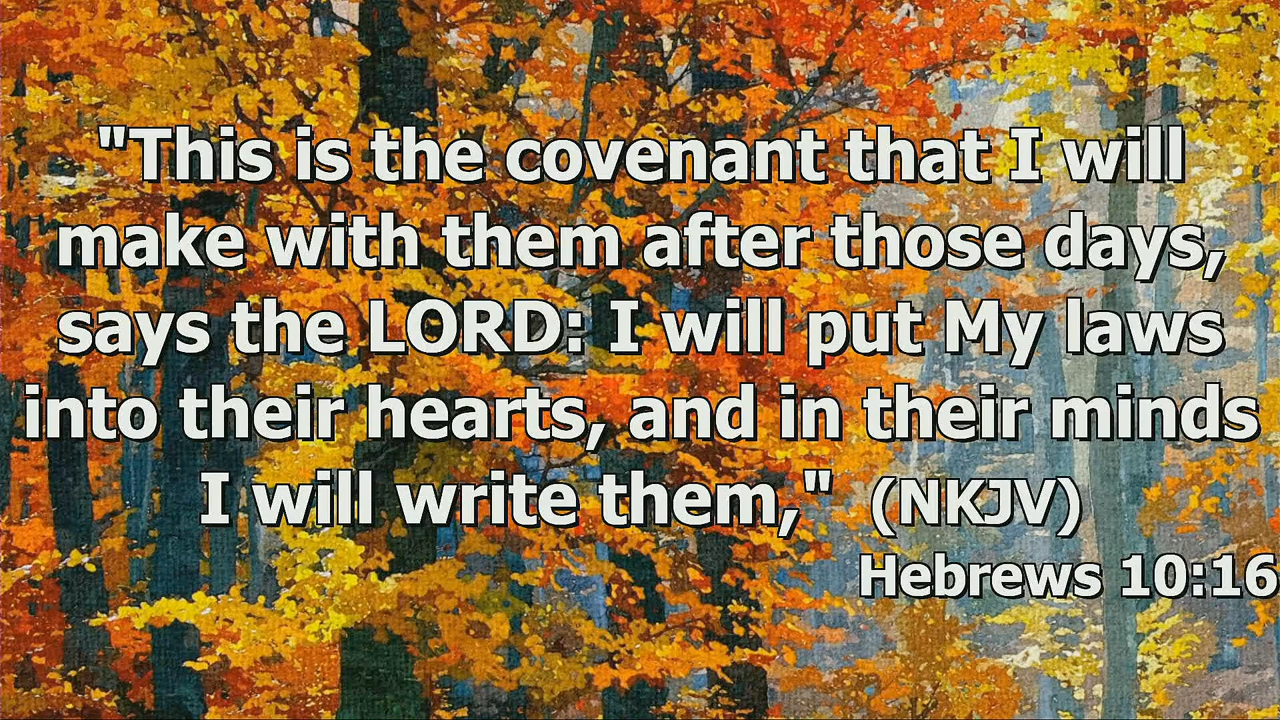 "This is the covenant that I will
make with them after those days,
says the LORD: I will put My laws
into their hearts, and in their minds
I will write them," (NKJV)
Hebrews 10:16